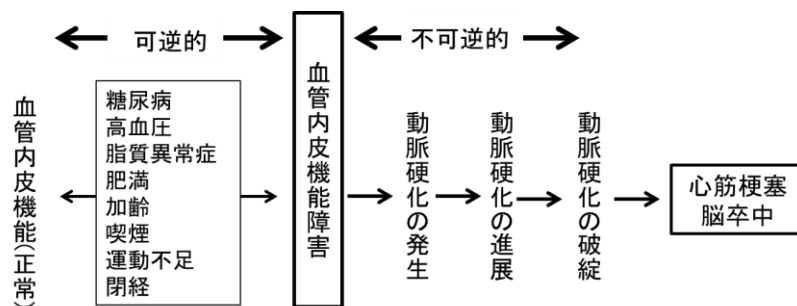 可逆的
不可逆的
血管内皮機能(正常)
糖尿病
高血圧
脂質異常症
肥満
加齢
喫煙
運動不足
閉経
血管内皮機能障害
動脈硬化の発生
動脈硬化の進展
動脈硬化の破綻
心筋梗塞
脳卒中